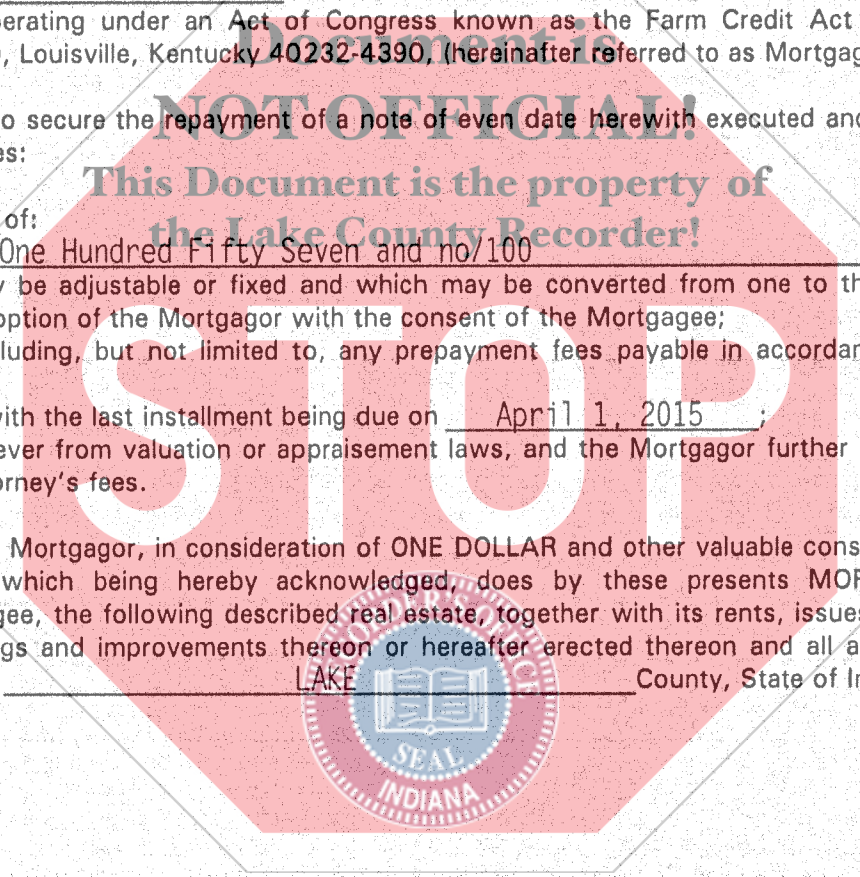 erating under an Act of Congress known as the Farm Credit Act
Document is
, Louisville, Kentucky 40232-4390, (hereinafter referred to as Mortgag
NOT OFFICIAL!
o secure the repayment of a note of even date herewith executed and
es:
This Document is the property of
of:
the Lake County Recorder!
One Hundred Fifty Seven and no/100
y be adjustable or fixed and which may be converted from one to th
option of the Mortgagor with the consent of the Mortgagee;
luding, but not limited to, any prepayment fees payable in accordan
STOP
vith the last installment being due on April 1, 2015 ;
ever from valuation or appraisement laws, and the Mortgagor further
orney's fees.
Mortgagor, in consideration of ONE DOLLAR and other valuable cons
which being hereby acknowledged, does by these presents MOR
gee, the following described real estate, together with its rents, issues
gs and improvements thereon or hereafter erected thereon and all a
LAKE County, State of In
SEAL
INDIANA